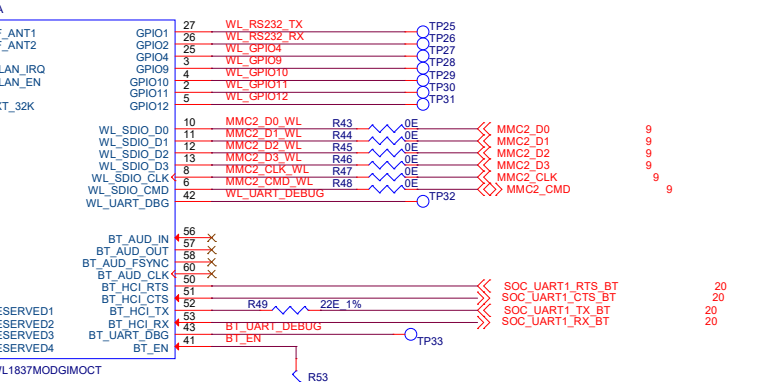 A
27 WL_RS232_TX TP25
F_ANT1 GPIO1 26 WL_RS232_RX TP26
F_ANT2 GPIO2 25 WL_GPIO4 TP27
GPIO4 3 WL_GPIO9 TP28
LAN_IRQ GPIO9 4 WL_GPIO10 TP29
LAN_EN GPIO10 2 WL_GPIO11 TP30
GPIO11 5 WL_GPIO12 TP31
XT_32K GPIO12
WL_SDIO_D0 10 MMC2_D0_WL R43 0E MMC2_D0 9
WL_SDIO_D1 11 MMC2_D1_WL R44 0E MMC2_D1 9
WL_SDIO_D2 12 MMC2_D2_WL R45 0E MMC2_D2 9
WL_SDIO_D3 13 MMC2_D3_WL R46 0E MMC2_D3 9
WL_SDIO_CLK 8 MMC2_CLK_WL R47 0E MMC2_CLK 9
WL_SDIO_CMD 6 MMC2_CMD_WL R48 0E MMC2_CMD 9
WL_UART_DBG 42 WL_UART_DEBUG TP32
BT_AUD_IN 56
BT_AUD_OUT 57
BT_AUD_FSYNC 58
BT_AUD_CLK 60
BT_HCI_RTS 50 SOC_UART1_RTS_BT 20
BT_HCI_CTS 51 SOC_UART1_CTS_BT 20
ESERVED1 BT_HCI_TX 52 R49 22E_1% SOC_UART1_TX_BT 20
ESERVED2 BT_HCI_RX 53 SOC_UART1_RX_BT 20
ESERVED3 BT_UART_DBG 43 BT_UART_DEBUG TP33
ESERVED4 BT_EN 41 BT_EN
WL1837MODGIMOCT R53